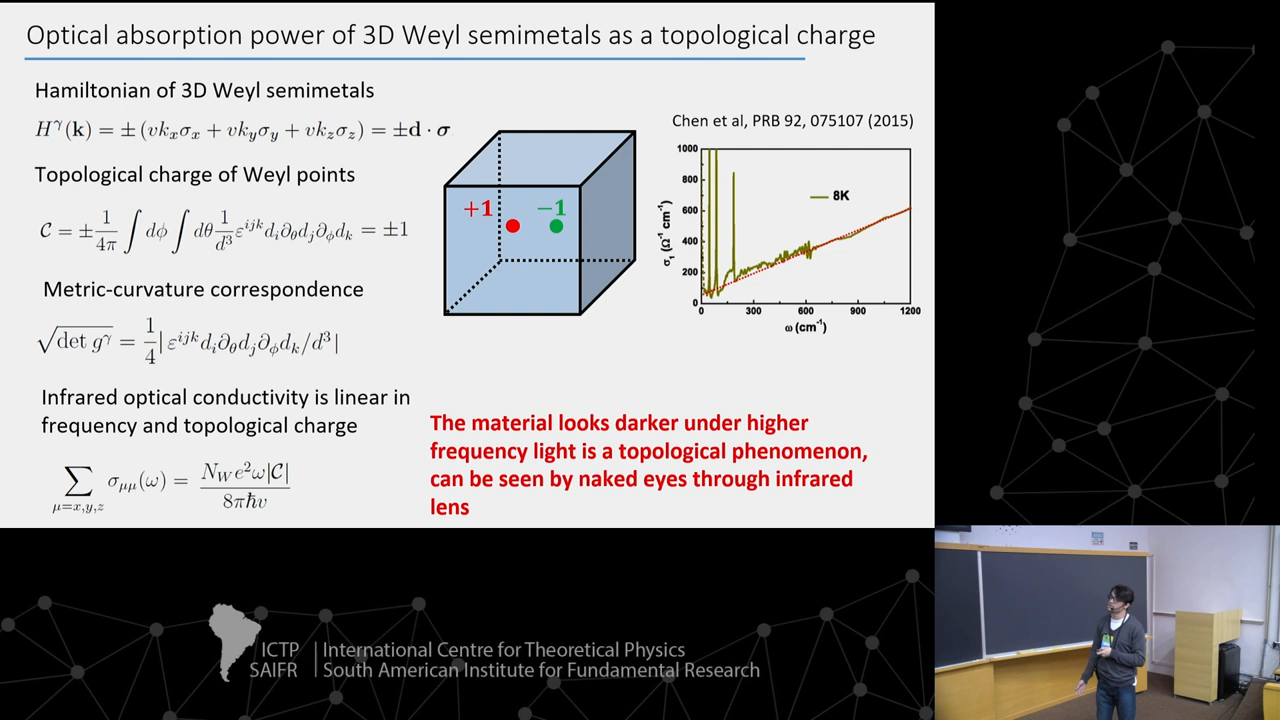 Optical absorption power of 3D Weyl semimetals as a topological charge
Hamiltonian of 3D Weyl semimetals
H^γ(𝐤) = ± (vk_xσ_x + vk_yσ_y + vk_zσ_z) = ±𝐝 · 𝝈
Topological charge of Weyl points
𝒞 = ± 1/4π ∫ dϕ ∫ dθ 1/d³ ε^{ijk} d_i ∂_θ d_j ∂_ϕ d_k = ±1
Metric-curvature correspondence
√det g^γ = 1/4 | ε^{ijk} d_i ∂_θ d_j ∂_ϕ d_k / d³ |
Infrared optical conductivity is linear in
frequency and topological charge
∑_{μ=x,y,z} σ_{μμ}(ω) = N_W e²ω|𝒞| / 8πℏv
+1 −1
Chen et al, PRB 92, 075107 (2015)
1000
800
600
400
200
0
σ₁ (Ω⁻¹ cm⁻¹)
8K
0 300 600 900 1200
ω (cm⁻¹)
The material looks darker under higher
frequency light is a topological phenomenon,
can be seen by naked eyes through infrared
lens
ICTP
SAIFR
International Centre for Theoretical Physics
South American Institute for Fundamental Research